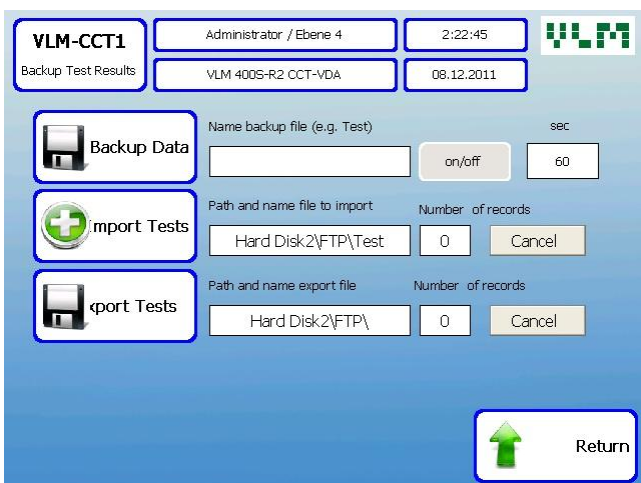 VLM-CCT1
Backup Test Results
Administrator / Ebene 4
2:22:45
VLM
VLM 400S-R2 CCT-VDA
08.12.2011
Name backup file (e.g. Test)
sec
Backup Data
on/off
60
Path and name file to import
Number of records
mport Tests
Hard Disk2\FTP\Test
0
Cancel
Path and name export file
Number of records
xport Tests
Hard Disk2\FTP\
0
Cancel
Return